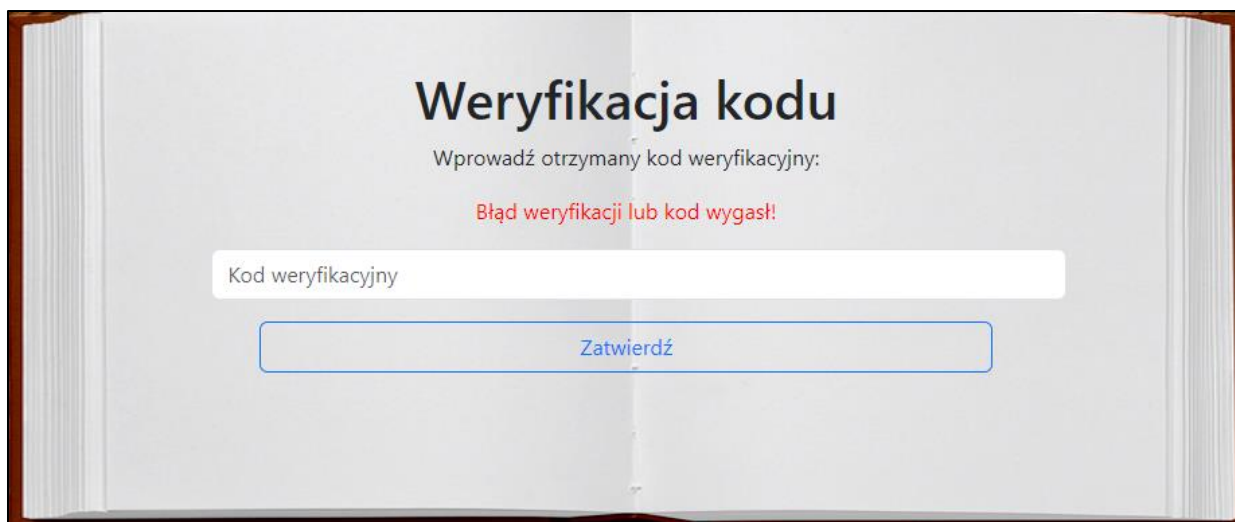 Weryfikacja kodu
Wprowadź otrzymany kod weryfikacyjny:
Błąd weryfikacji lub kod wygasł!
Kod weryfikacyjny
Zatwierdź